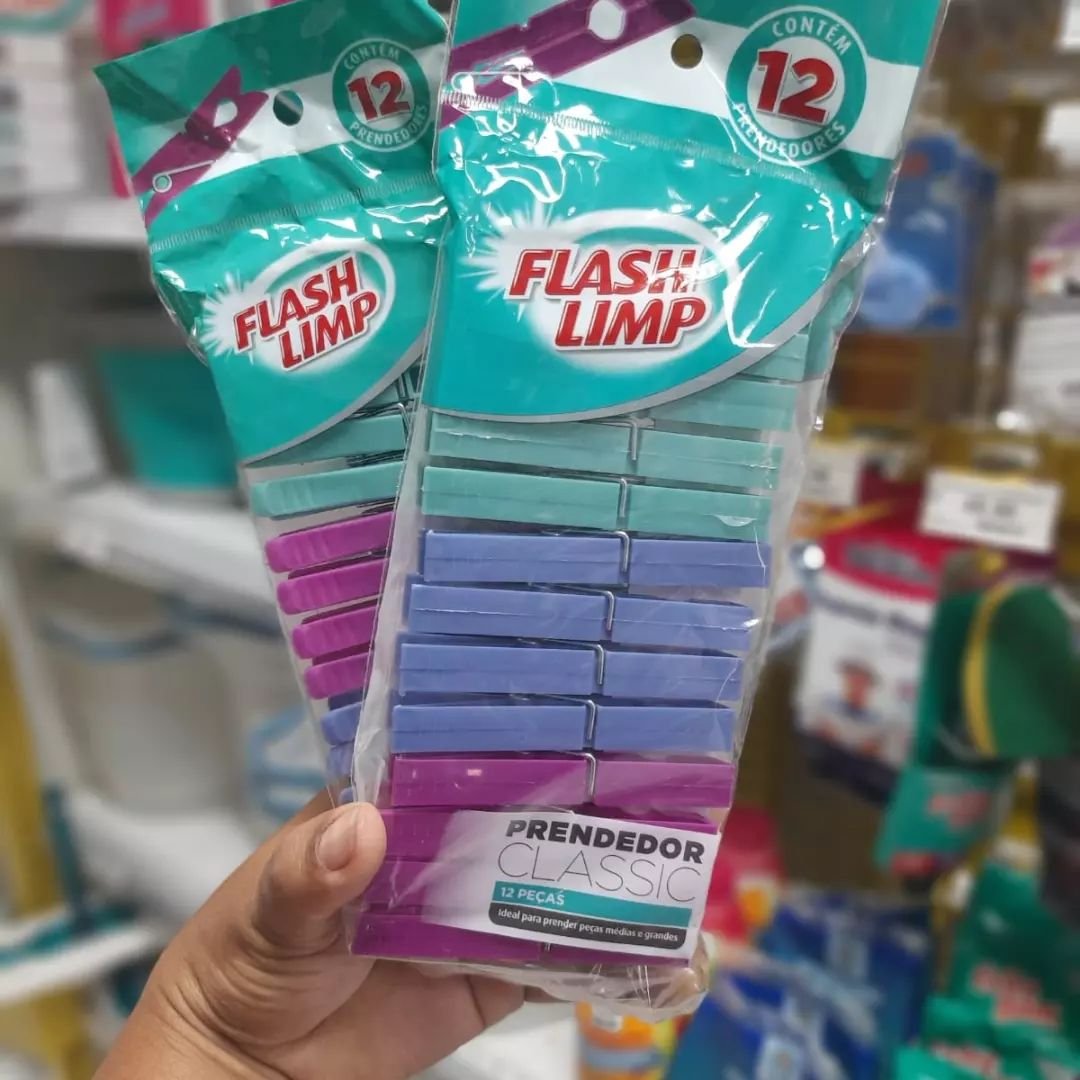 CONTÉM
12
PRENDEDORES
FLASH
LIMP
CONTÉM
12
PRENDEDORES
FLASH
LIMP
PRENDEDOR
CLASSIC
12 PEÇAS
Ideal para prender peças médias e grandes